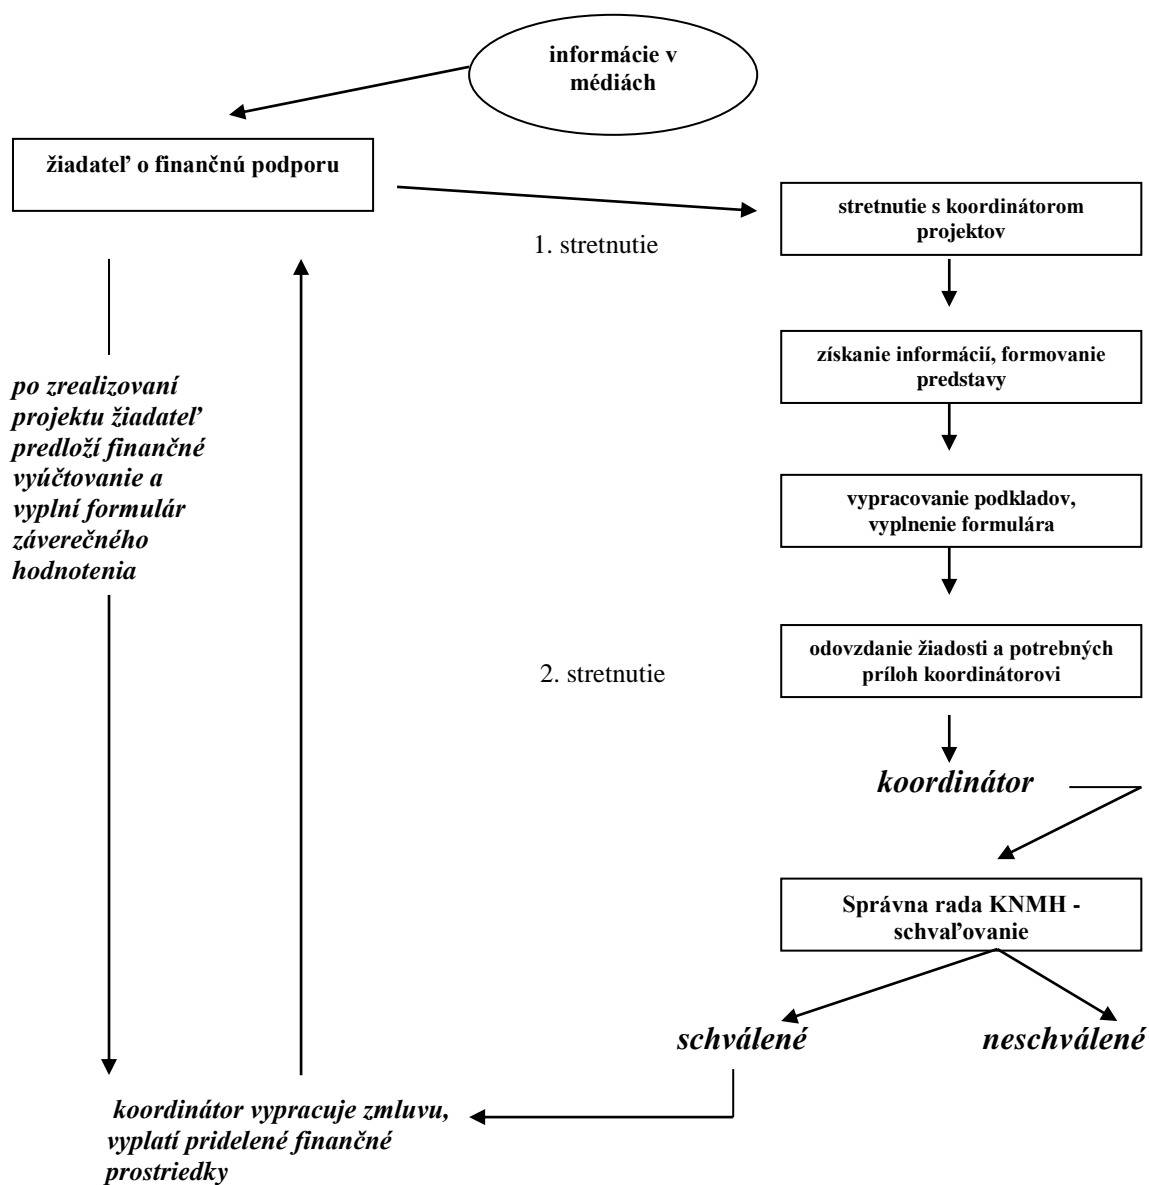 informácie v
médiách
žiadateľ o finančnú podporu
stretnutie s koordinátorom
projektov
1. stretnutie
získanie informácií, formovanie
predstavy
po zrealizovaní
projektu žiadateľ
predloží finančné
vyúčtovanie a
vyplní formulár
záverečného
hodnotenia
vypracovanie podkladov,
vyplnenie formulára
odovzdanie žiadosti a potrebných
príloh koordinátorovi
2. stretnutie
koordinátor
Správna rada KNMH -
schvaľovanie
schválené
neschválené
koordinátor vypracuje zmluvu,
vyplatí pridelené finančné
prostriedky